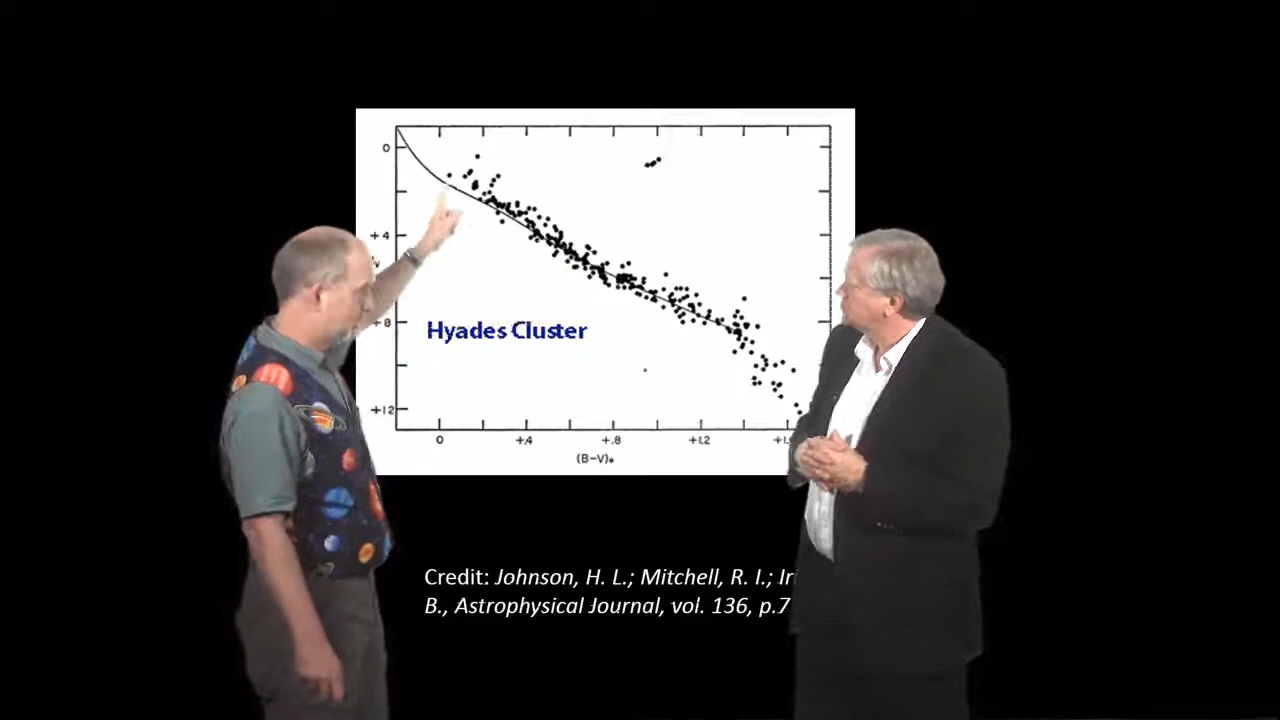 0
+4
+8
Hyades Cluster
+12
0 +.4 +.8 +1.2
(B-V)₀
Credit: Johnson, H. L.; Mitchell, R. I.;
B., Astrophysical Journal, vol. 136, p.7